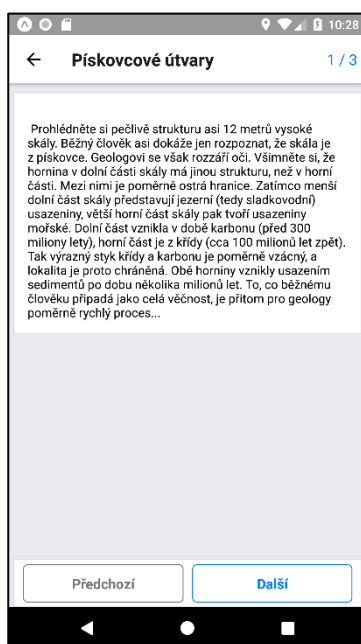 10:28
Pískovcové útvary 1 / 3
Prohlédněte si pečlivě strukturu asi 12 metrů vysoké
skály. Běžný člověk asi dokáže jen rozpoznat, že skála je
z pískovce. Geologovi se však rozzáří oči. Všimněte si, že
hornina v dolní části skály má jinou strukturu, než v horní
části. Mezi nimi je poměrně ostrá hranice. Zatímco menší
dolní část skály představují jezerní (tedy sladkovodní)
usazeniny, větší horní část skály pak tvoří usazeniny
mořské. Dolní část vznikla v době karbonu (před 300
miliony lety), horní část je z křídy (cca 100 milionů let zpět).
Tak výrazný styk křídy a karbonu je poměrně vzácný, a
lokalita je proto chráněná. Obě horniny vznikly usazením
sedimentů po dobu několika milionů let. To, co běžnému
člověku připadá jako celá věčnost, je přitom pro geology
poměrně rychlý proces...
Předchozí Další